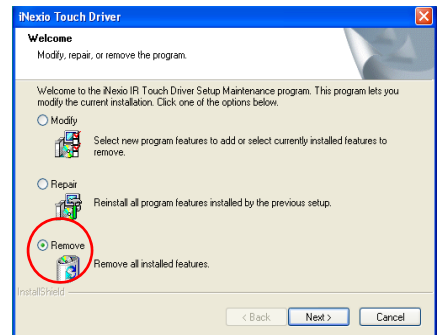 iNexio Touch Driver
Welcome
Modify, repair, or remove the program.
Welcome to the iNexio IR Touch Driver Setup Maintenance program. This program lets you
modify the current installation. Click one of the options below.
Modify
Select new program features to add or select currently installed features to
remove.
Repair
Reinstall all program features installed by the previous setup.
Remove
Remove all installed features.
InstallShield
< Back
Next >
Cancel